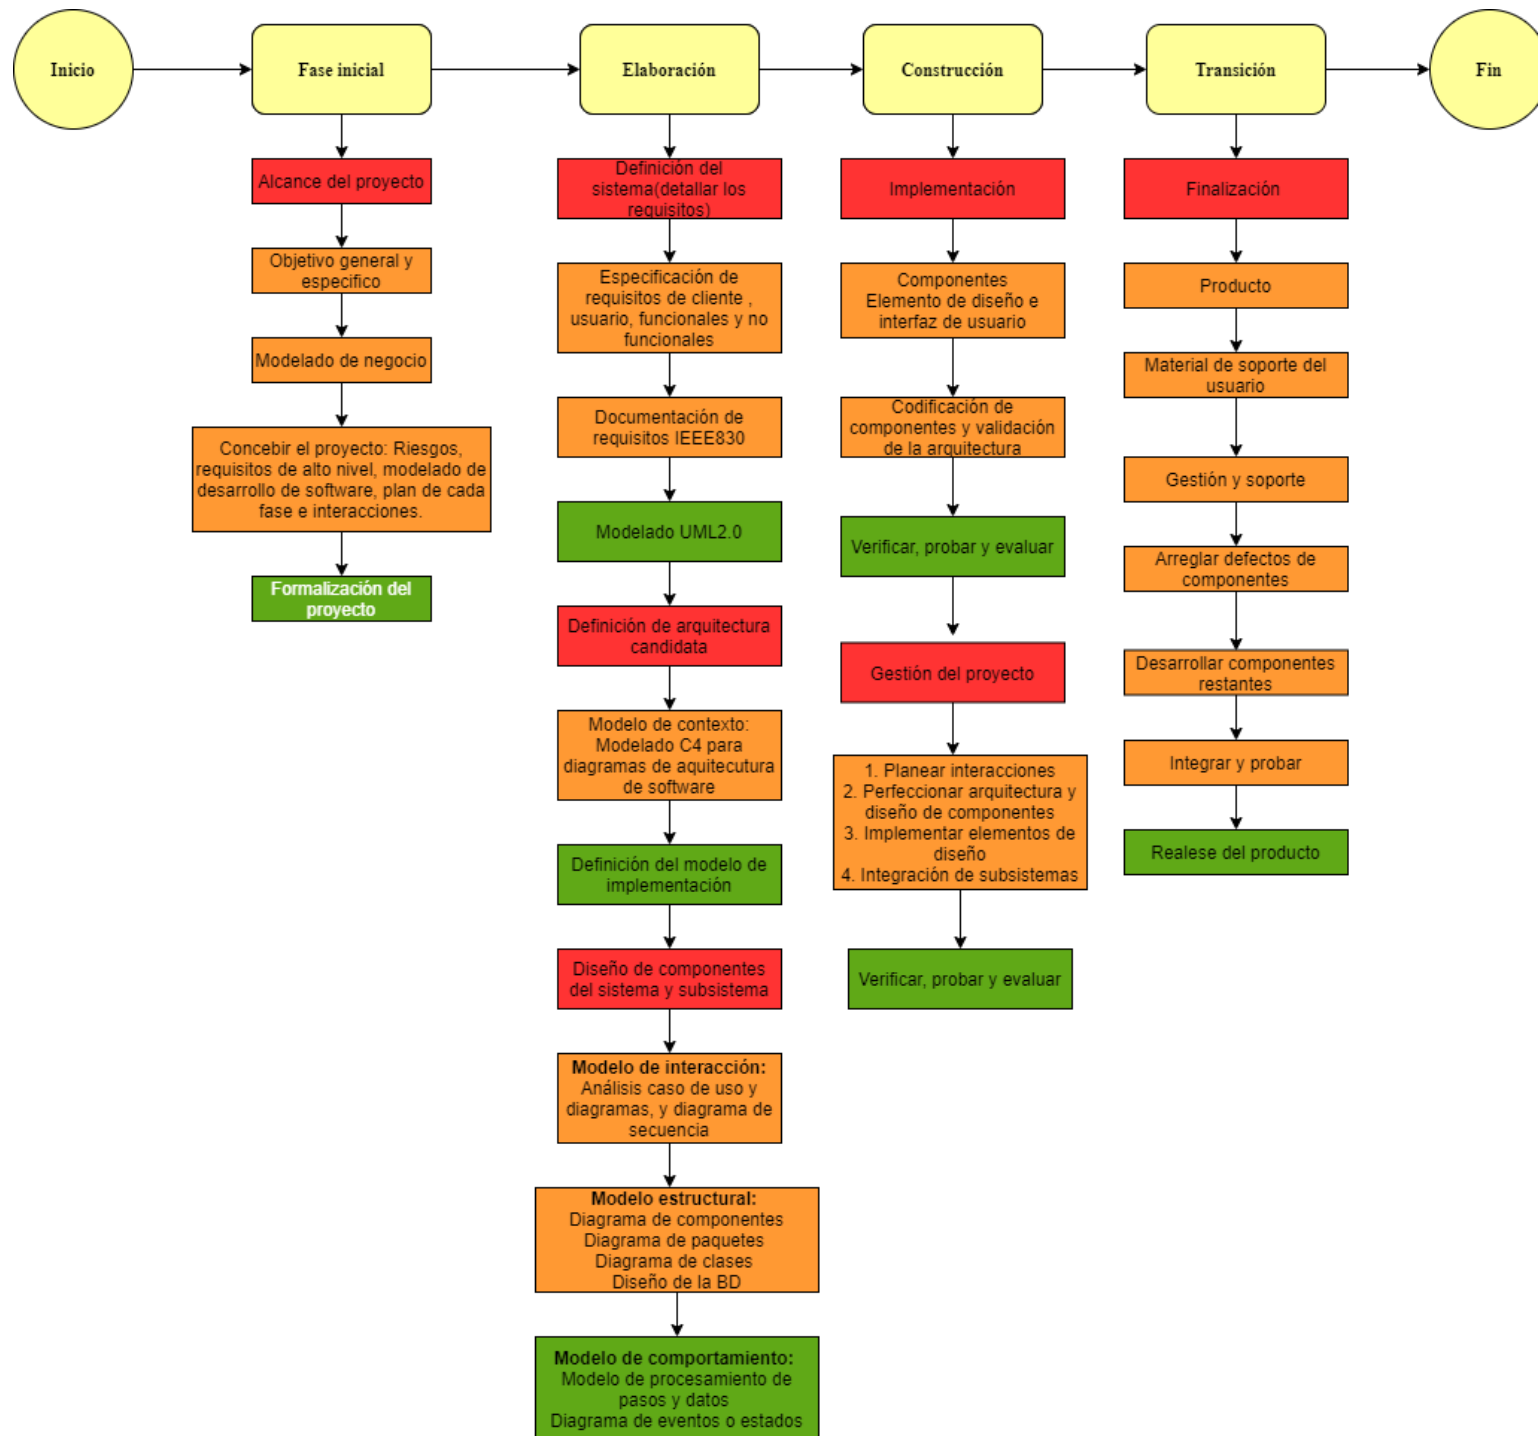 Inicio
Fase inicial
Elaboración
Construcción
Transición
Fin
Alcance del proyecto
Objetivo general y
especifico
Modelado de negocio
Concebir el proyecto: Riesgos,
requisitos de alto nivel, modelado de
desarrollo de software, plan de cada
fase e interacciones.
Formalización del
proyecto
Definición del
sistema(detallar los
requisitos)
Especificación de
requisitos de cliente ,
usuario, funcionales y no
funcionales
Documentación de
requisitos IEEE830
Modelado UML2.0
Definición de arquitectura
candidata
Modelo de contexto:
Modelado C4 para
diagramas de aquitecutura
de software
Definición del modelo de
implementación
Diseño de componentes
del sistema y subsistema
Modelo de interacción:
Análisis caso de uso y
diagramas, y diagrama de
secuencia
Modelo estructural:
Diagrama de componentes
Diagrama de paquetes
Diagrama de clases
Diseño de la BD
Modelo de comportamiento:
Modelo de procesamiento de
pasos y datos
Diagrama de eventos o estados
Implementación
Componentes
Elemento de diseño e
interfaz de usuario
Codificación de
componentes y validación
de la arquitectura
Verificar, probar y evaluar
Gestión del proyecto
1. Planear interacciones
2. Perfeccionar arquitectura y
diseño de componentes
3. Implementar elementos de
diseño
4. Integración de subsistemas
Verificar, probar y evaluar
Finalización
Producto
Material de soporte del
usuario
Gestión y soporte
Arreglar defectos de
componentes
Desarrollar componentes
restantes
Integrar y probar
Realese del producto